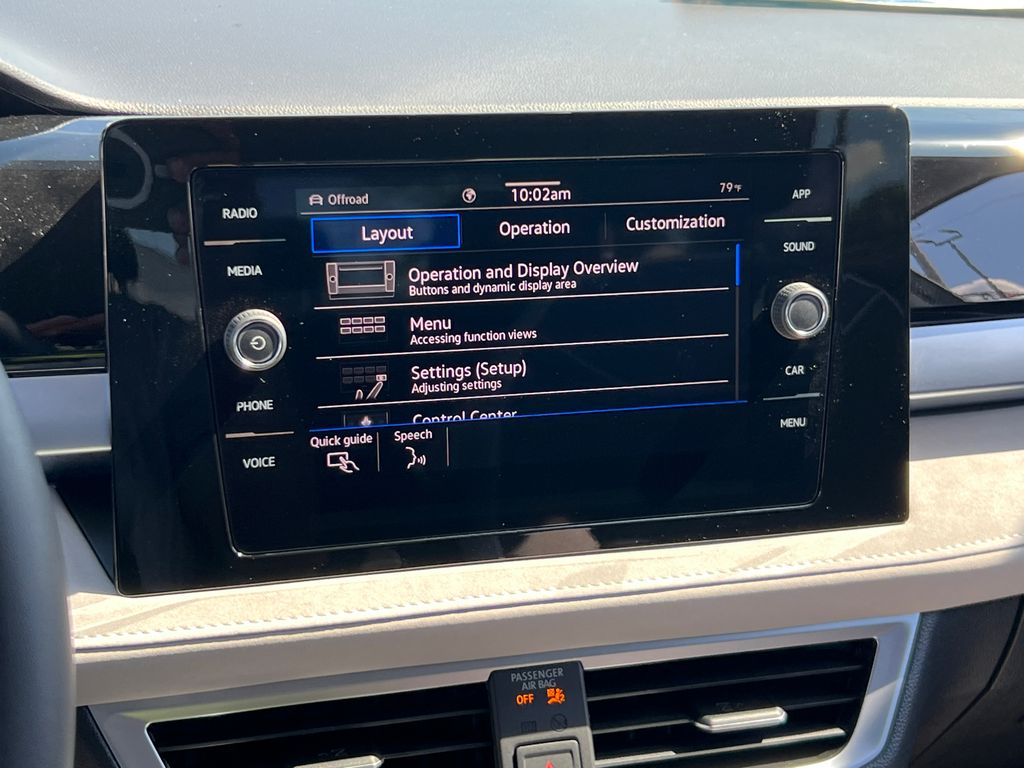 RADIO
MEDIA
PHONE
VOICE
Offroad
10:02am
79°F
Layout
Operation
Customization
Operation and Display Overview
Buttons and dynamic display area
Menu
Accessing function views
Settings (Setup)
Adjusting settings
Control Center
Quick guide
Speech
APP
SOUND
CAR
MENU
PASSENGER
AIR BAG
OFF